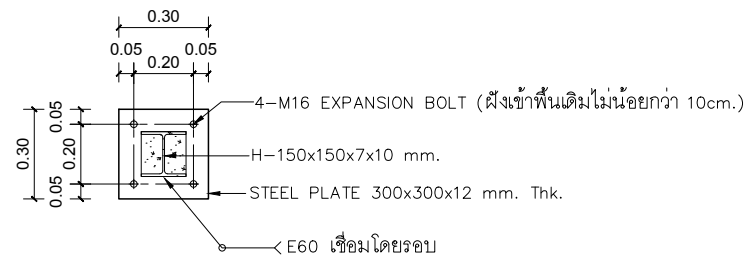 0.30
0.05 0.05
0.20
4-M16 EXPANSION BOLT (ฝังเข้าพื้นเดิมไม่น้อยกว่า 10cm.)
0.05
0.30 0.20
H-150x150x7x10 mm.
0.05
STEEL PLATE 300x300x12 mm. Thk.
E60 เชื่อมโดยรอบ